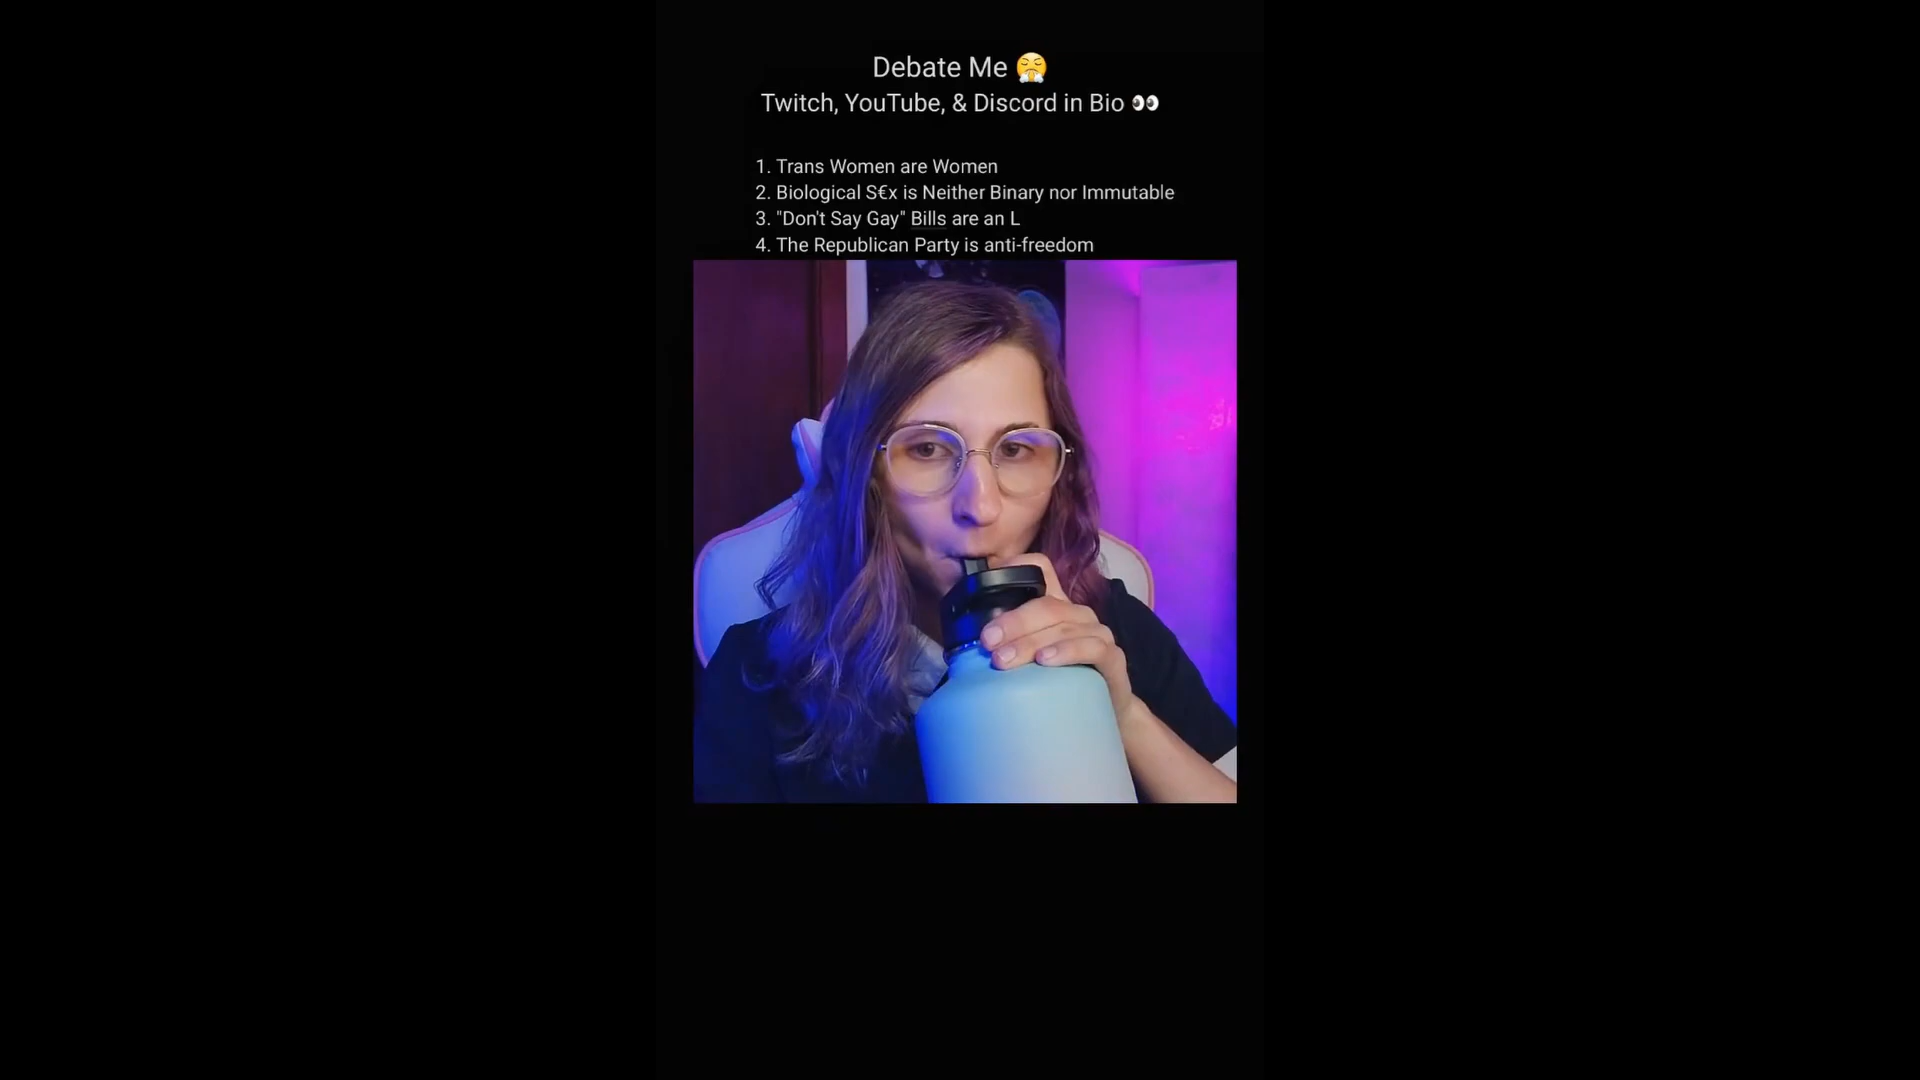 Debate Me 😤
Twitch, YouTube, & Discord in Bio 👀
1. Trans Women are Women
2. Biological S€x is Neither Binary nor Immutable
3. "Don't Say Gay" Bills are an L
4. The Republican Party is anti-freedom